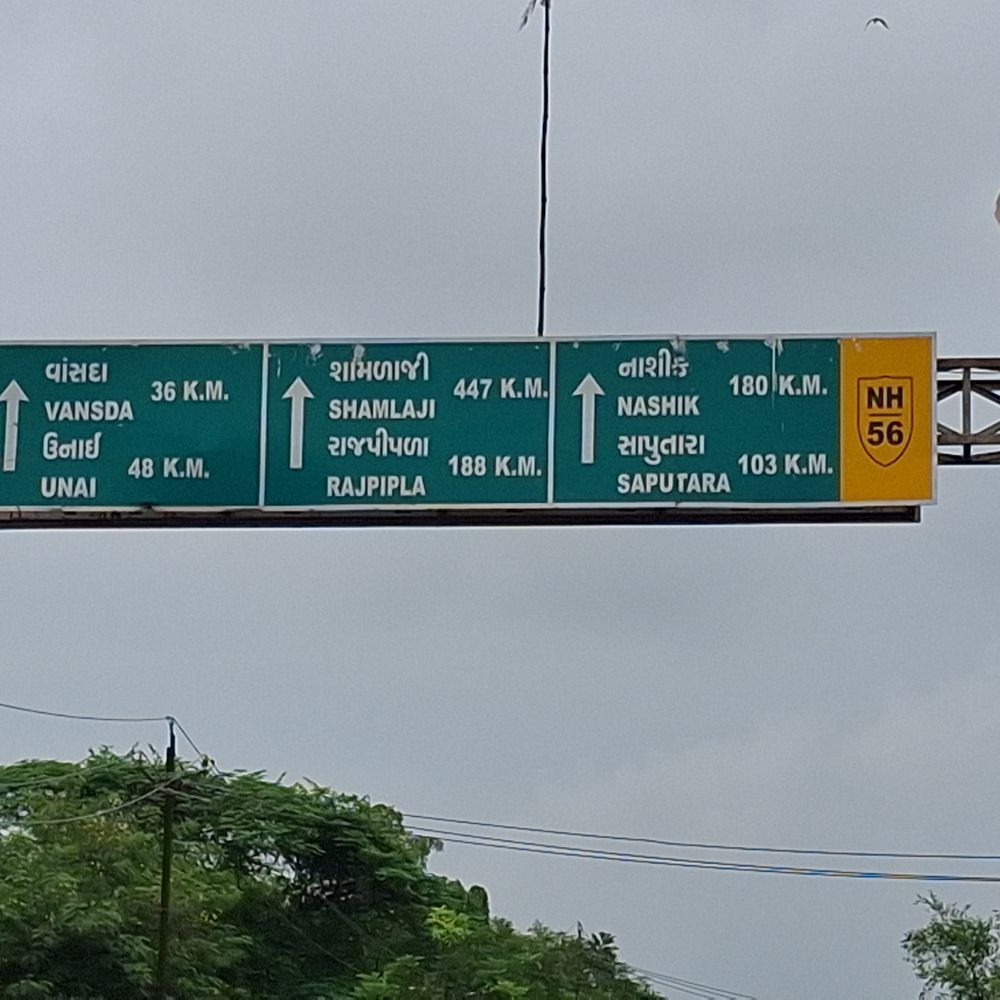 વાંસદા 36 K.M.
VANSDA
ઉનાઈ 48 K.M.
UNAI
શામળાજી 447 K.M.
SHAMLAJI
રાજપીપળા 188 K.M.
RAJPIPLA
નાશીક 180 K.M.
NASHIK
સાપુતારા 103 K.M.
SAPUTARA
NH
56